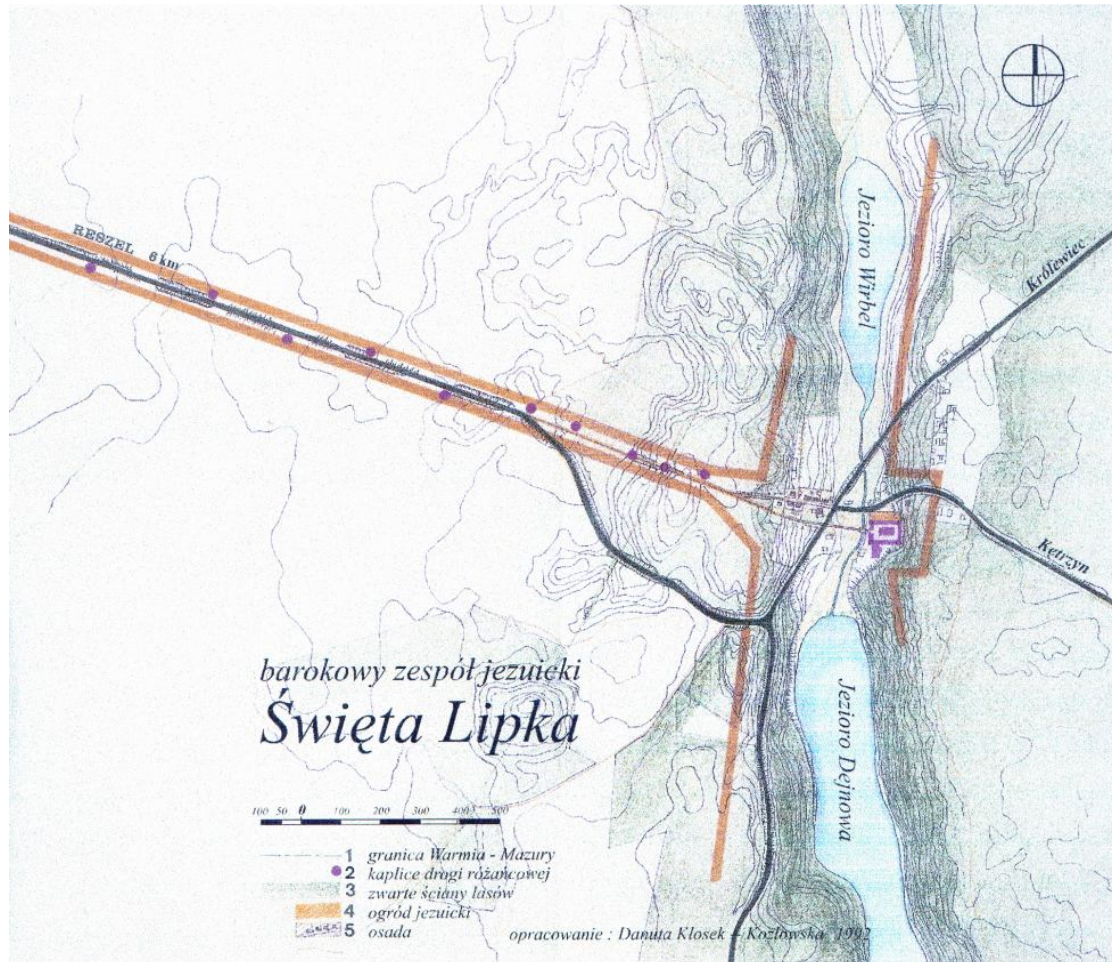 RESZEL 6 km
Jezioro Wirbel
Królewiec
Kętrzyn
Jezioro Dejnowa
barokowy zespół jezuicki
Święta Lipka
100 50 0 100 200 300 400 500
1 granica Warmia - Mazury
2 kaplice drogi różańcowej
3 zwarte ściany lasów
4 ogród jezuicki
5 osada
opracowanie : Danuta Kłosek - Kozłowska 1992